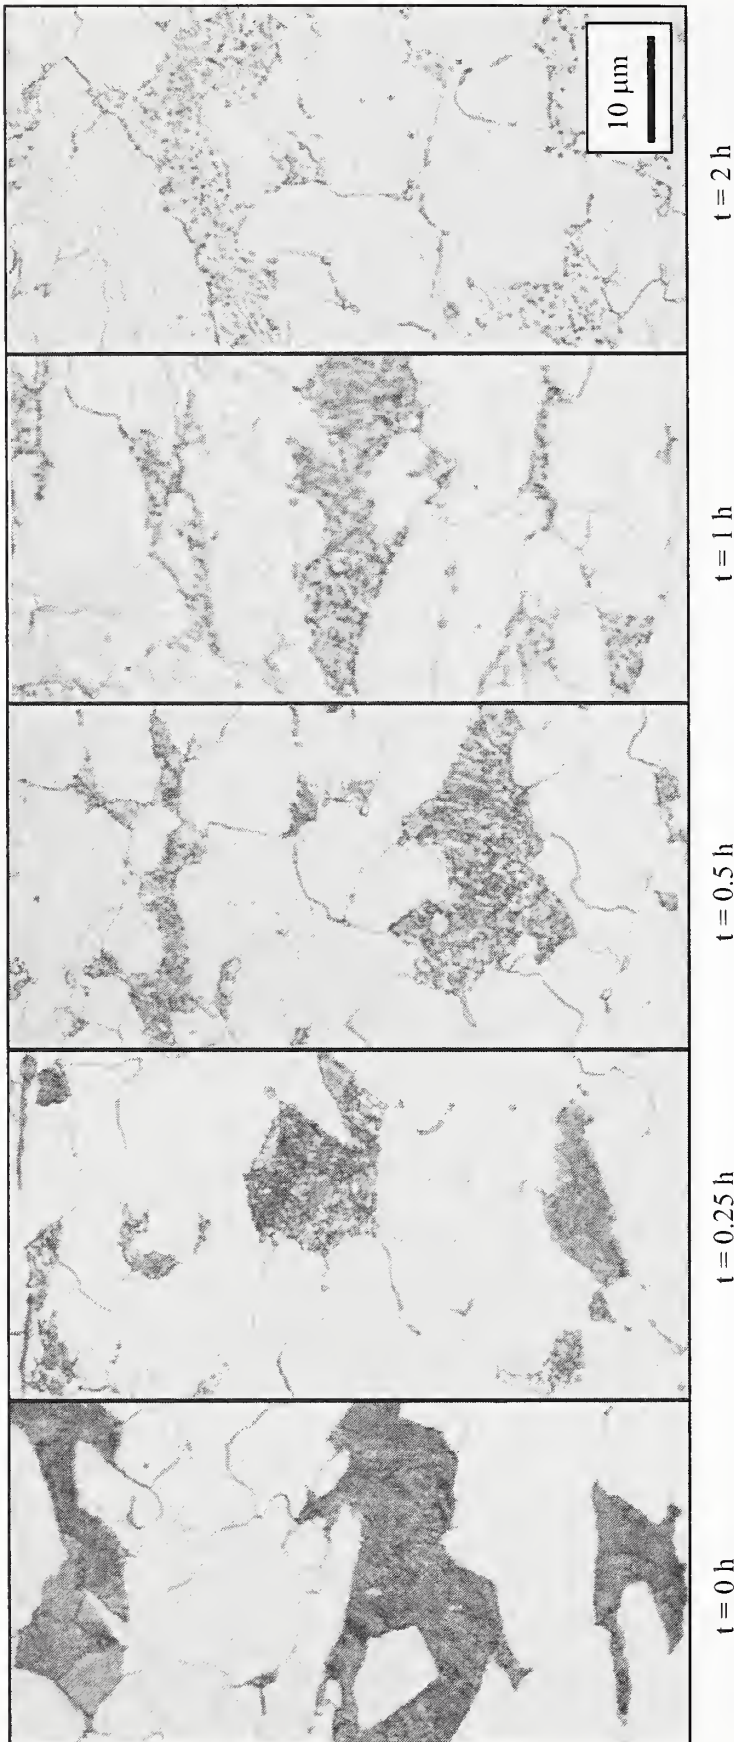 10 μm
t = 2 h
t = 1 h
t = 0.5 h
t = 0.25 h
t = 0 h